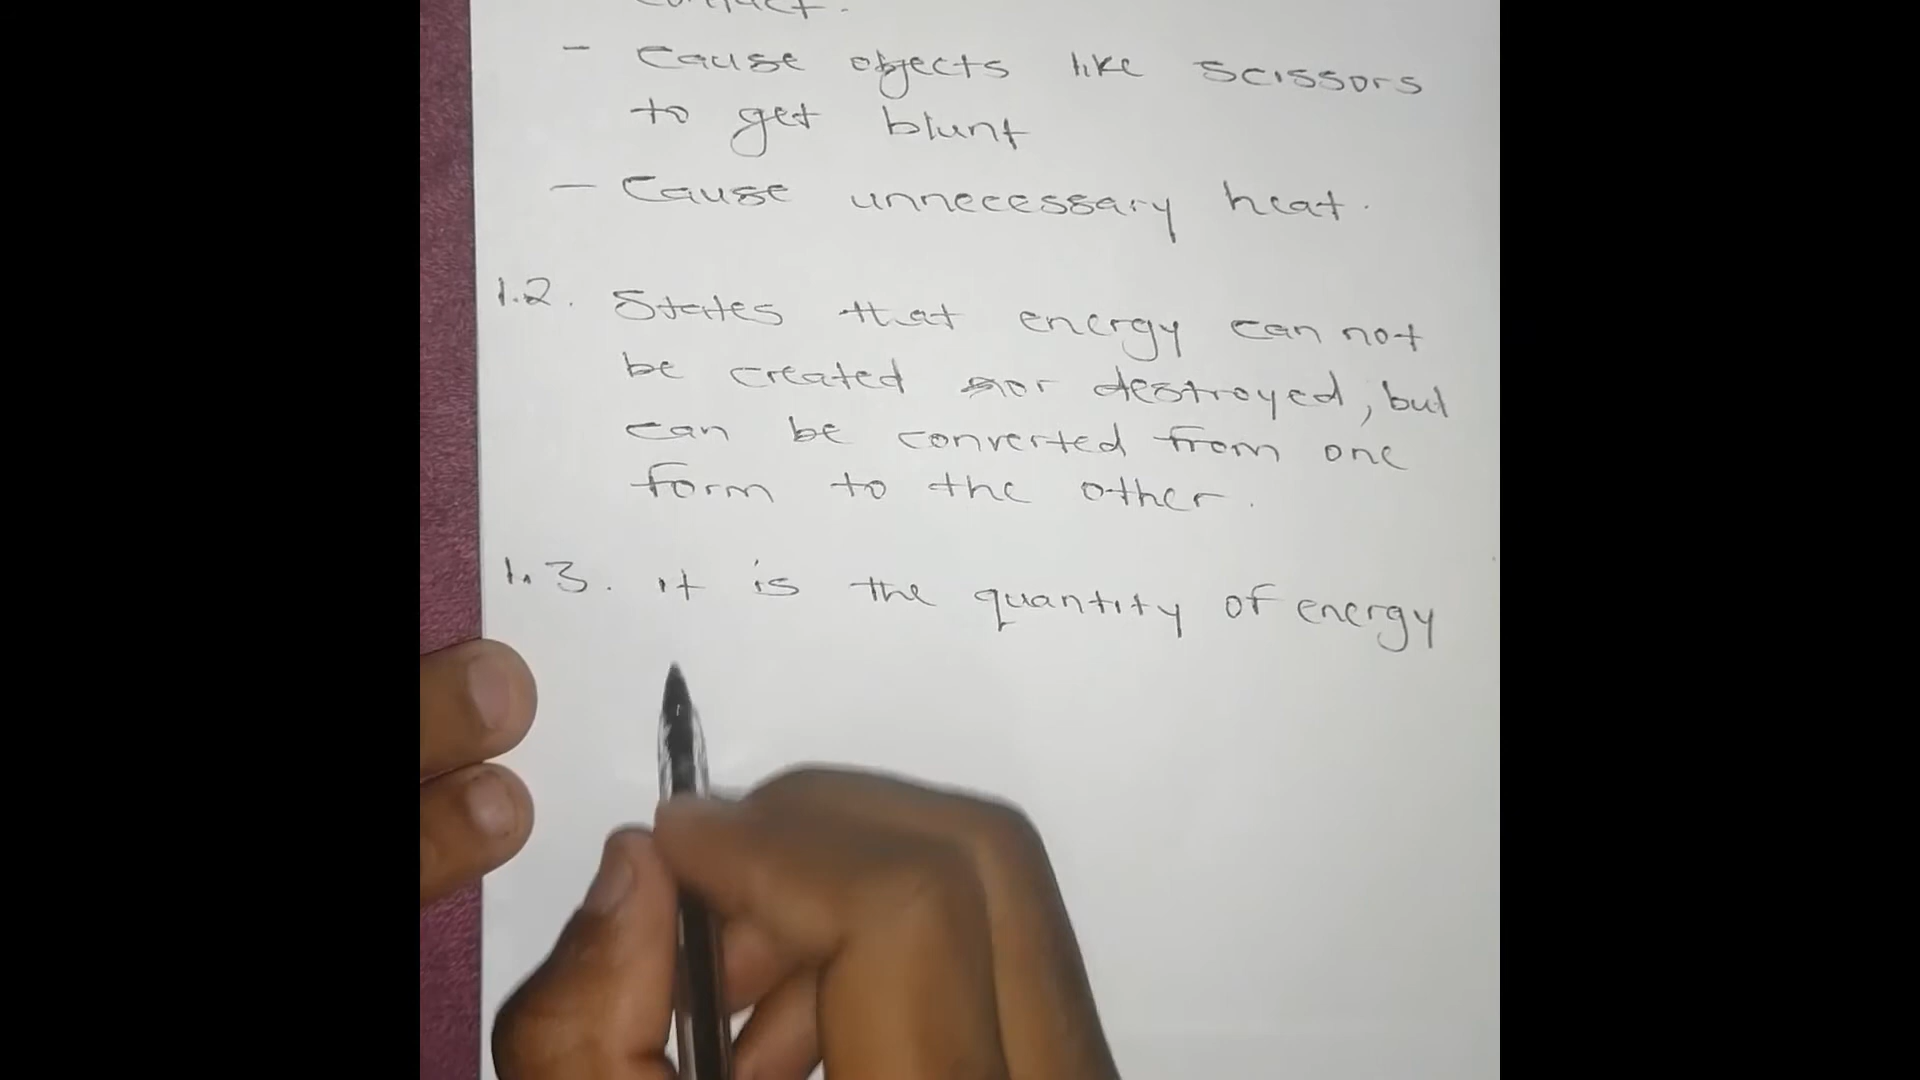 contact.
- Cause objects like scissors
to get blunt
- Cause unnecessary heat.
1.2. States that energy can not
be created nor destroyed, but
can be converted from one
form to the other.
1.3. it is the quantity of energy